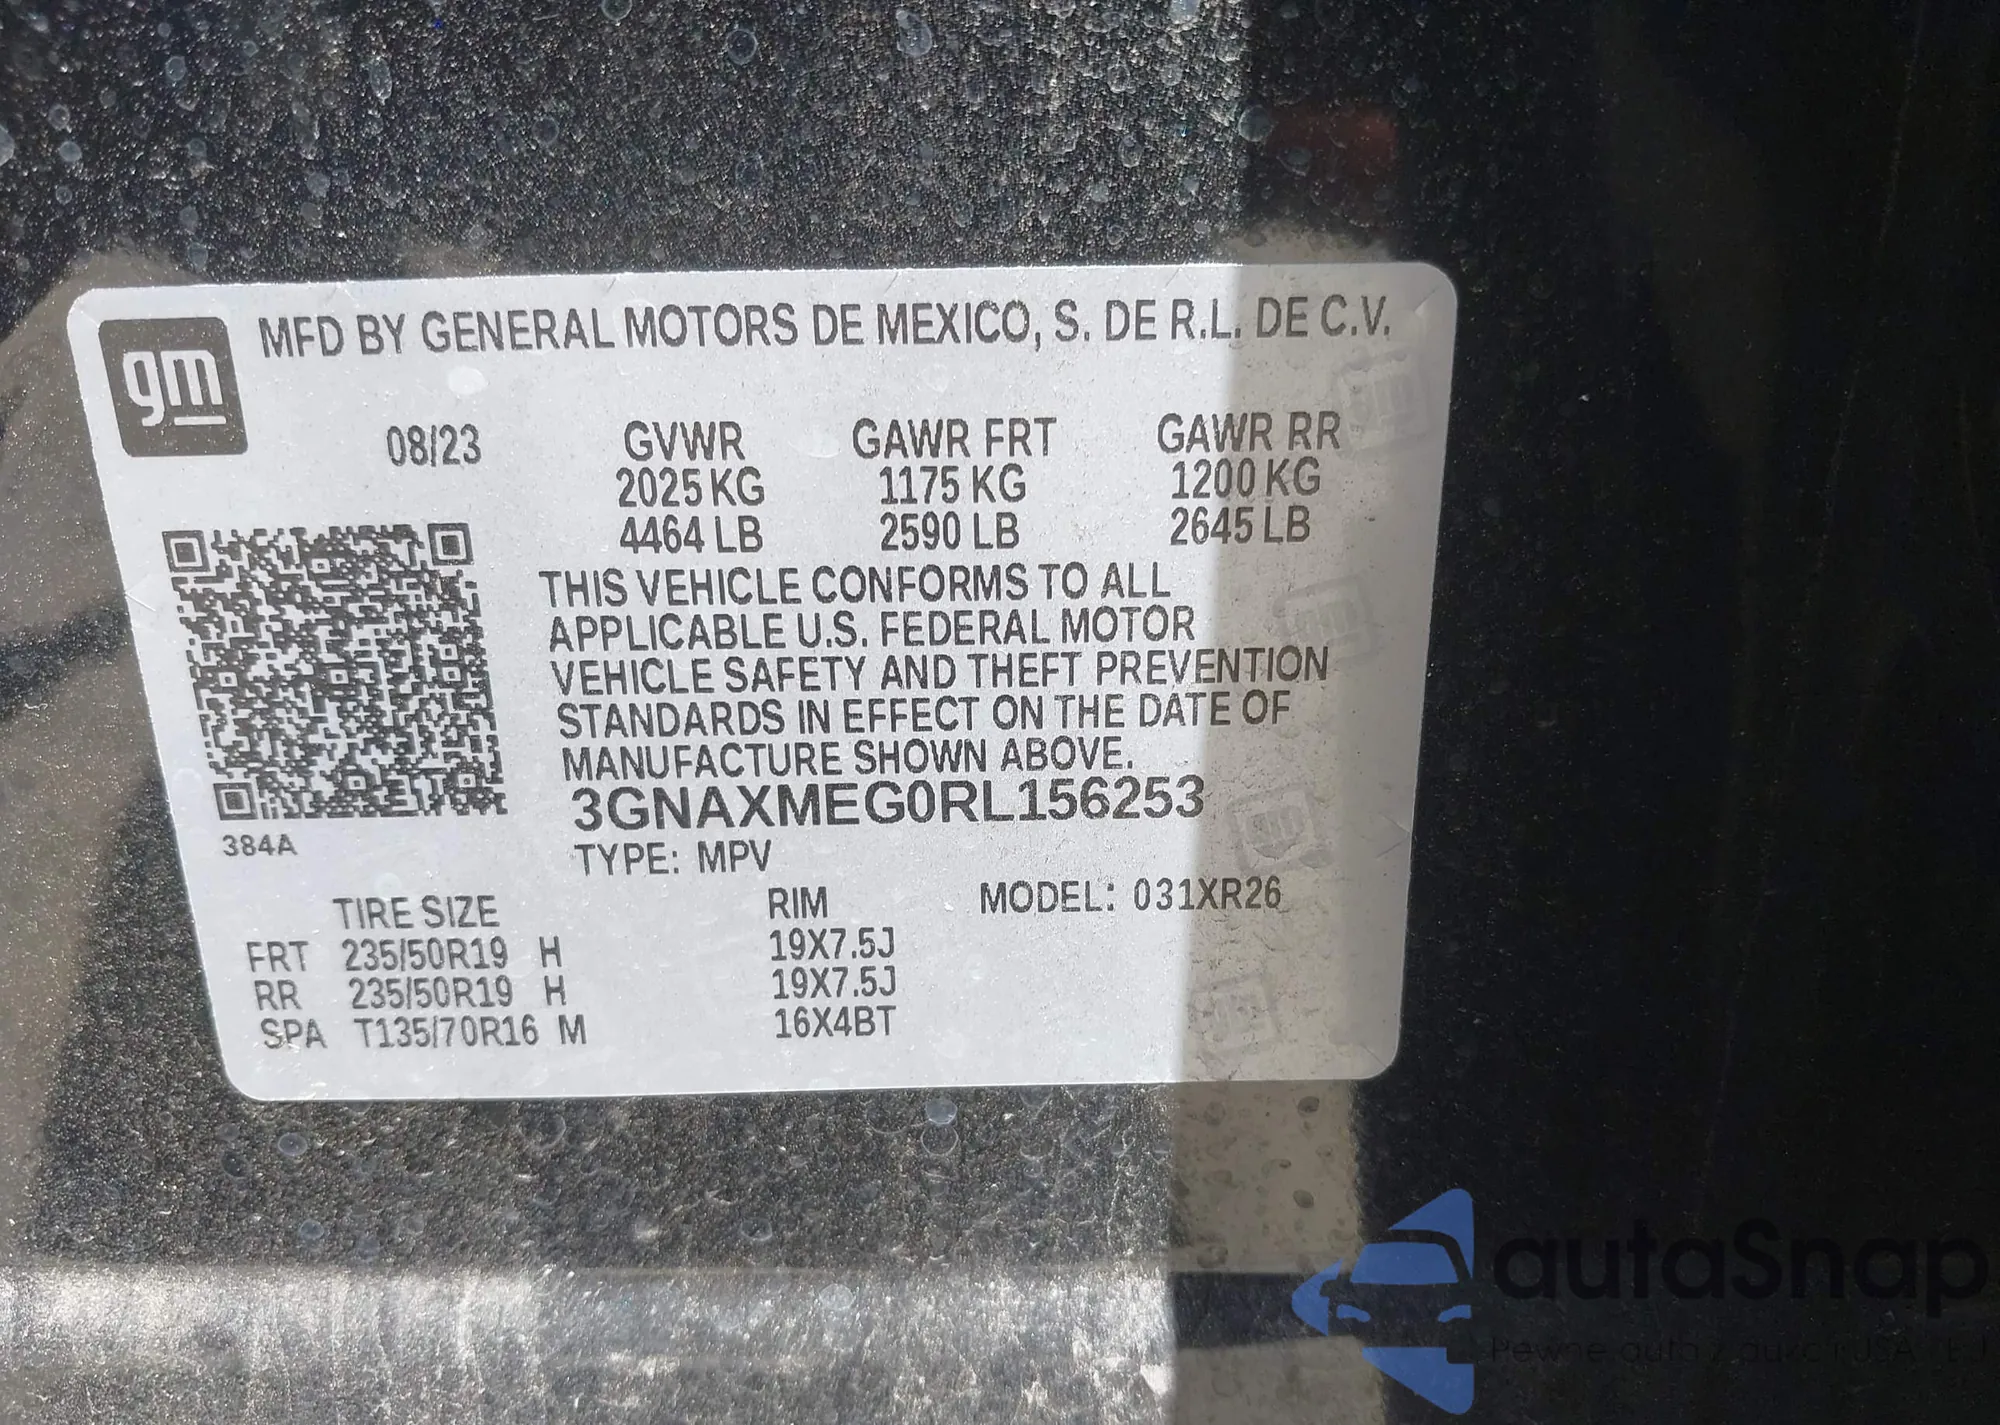 gm
MFD BY GENERAL MOTORS DE MEXICO, S. DE R.L. DE C.V.
08/23 GVWR GAWR FRT GAWR RR
2025 KG 1175 KG 1200 KG
4464 LB 2590 LB 2645 LB
THIS VEHICLE CONFORMS TO ALL
APPLICABLE U.S. FEDERAL MOTOR
VEHICLE SAFETY AND THEFT PREVENTION
STANDARDS IN EFFECT ON THE DATE OF
MANUFACTURE SHOWN ABOVE.
3GNAXMEG0RL156253
384A
TYPE: MPV
TIRE SIZE RIM MODEL: 031XR26
FRT 235/50R19 H 19X7.5J
RR 235/50R19 H 19X7.5J
SPA T135/70R16 M 16X4BT
autaSnap
Pewne auto z